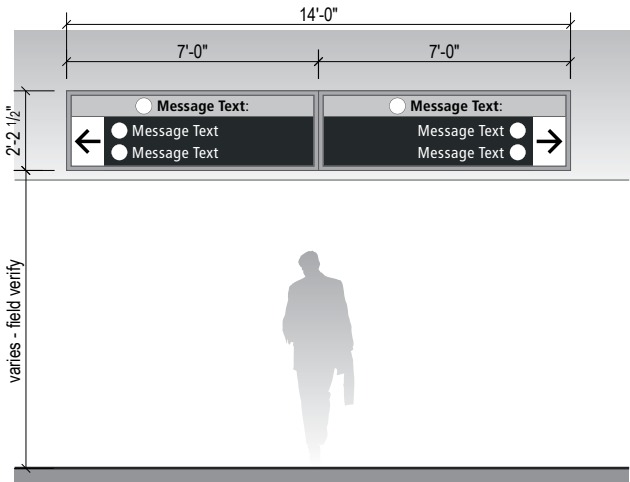 14'-0"
7'-0"
7'-0"
2'-2 1/2"
Message Text:
Message Text
Message Text
Message Text:
Message Text
Message Text
varies - field verify